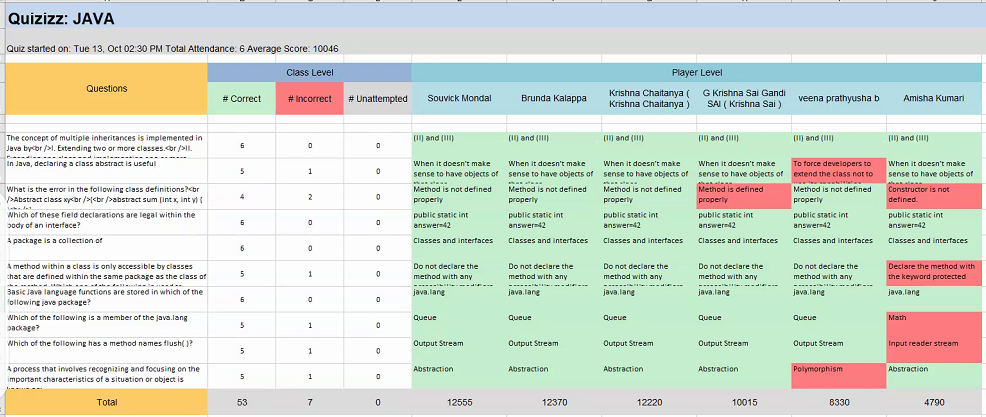 Quizizz: JAVA
Quiz started on: Tue 13, Oct 02:30 PM Total Attendance: 6 Average Score: 10046
Questions
Class Level
Player Level
# Correct
# Incorrect
# Unattempted
Souvick Mondal
Brunda Kalappa
Krishna Chaitanya (
Krishna Chaitanya )
G Krishna Sai Gandi
SAI ( Krishna Sai )
veena prathyusha b
Amisha Kumari
The concept of multiple inheritances is implemented in
Java by<br />I. Extending two or more classes.<br />II.
6
0
0
(II) and (III)
(II) and (III)
(II) and (III)
(II) and (III)
(II) and (III)
(II) and (III)
In Java, declaring a class abstract is useful
5
1
0
When it doesn't make
sense to have objects of
When it doesn't make
sense to have objects of
When it doesn't make
sense to have objects of
When it doesn't make
sense to have objects of
To force developers to
extend the class not to
When it doesn't make
sense to have objects of
What is the error in the following class definitions?<br
/>Abstract class xy<br />{<br />abstract sum (int x, int y) {
4
2
0
Method is not defined
properly
Method is not defined
properly
Method is not defined
properly
Method is defined
properly
Method is not defined
properly
Constructor is not
defined.
Which of these field declarations are legal within the
body of an interface?
6
0
0
public static int
answer=42
public static int
answer=42
public static int
answer=42
public static int
answer=42
public static int
answer=42
public static int
answer=42
A package is a collection of
6
0
0
Classes and interfaces
Classes and interfaces
Classes and interfaces
Classes and interfaces
Classes and interfaces
Classes and interfaces
A method within a class is only accessible by classes
that are defined within the same package as the class of
5
1
0
Do not declare the
method with any
Do not declare the
method with any
Do not declare the
method with any
Do not declare the
method with any
Do not declare the
method with any
Declare the method with
the keyword protected
Basic Java language functions are stored in which of the
following java package?
6
0
0
java.lang
java.lang
java.lang
java.lang
java.lang
java.lang
Which of the following is a member of the java.lang
package?
5
1
0
Queue
Queue
Queue
Queue
Queue
Math
Which of the following has a method names flush( )?
5
1
0
Output Stream
Output Stream
Output Stream
Output Stream
Output Stream
Input reader stream
A process that involves recognizing and focusing on the
important characteristics of a situation or object is
5
1
0
Abstraction
Abstraction
Abstraction
Abstraction
Polymorphism
Abstraction
Total
53
7
0
12555
12370
12220
10015
8330
4790